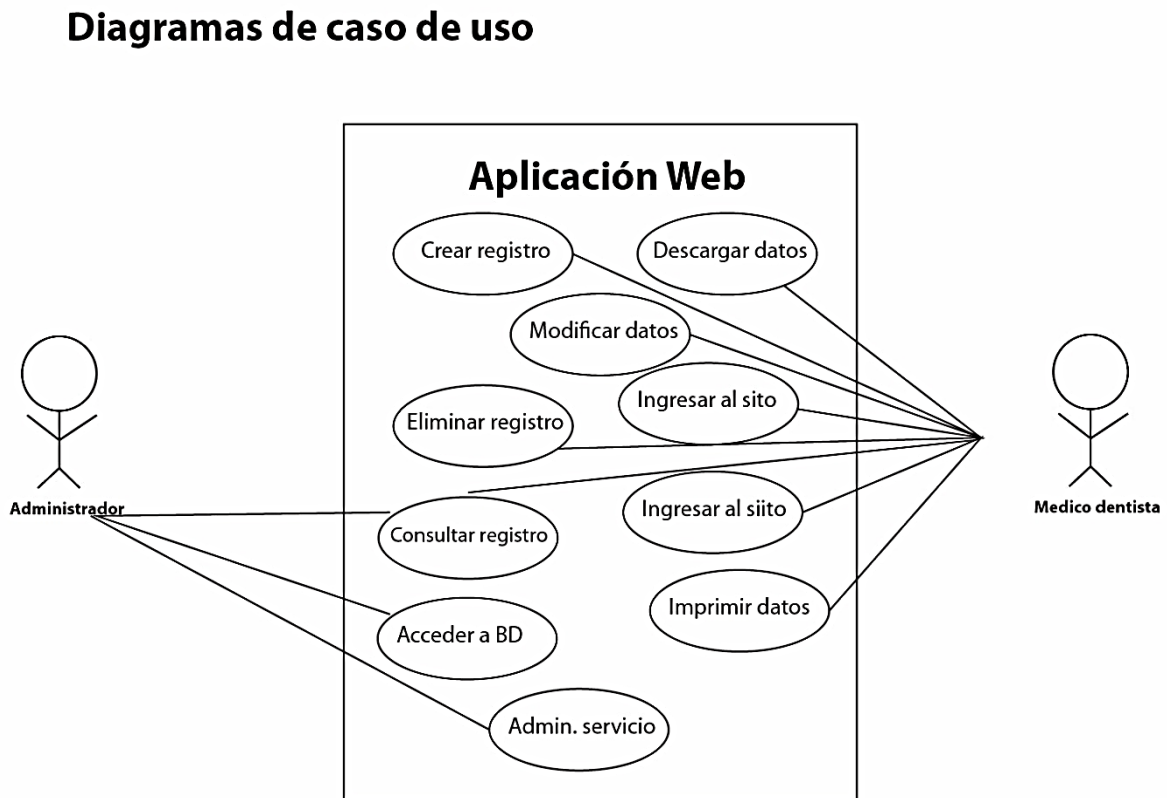 Diagramas de caso de uso
Aplicación Web
Crear registro
Descargar datos
Modificar datos
Ingresar al sito
Eliminar registro
Administrador
Ingresar al siito
Medico dentista
Consultar registro
Imprimir datos
Acceder a BD
Admin. servicio